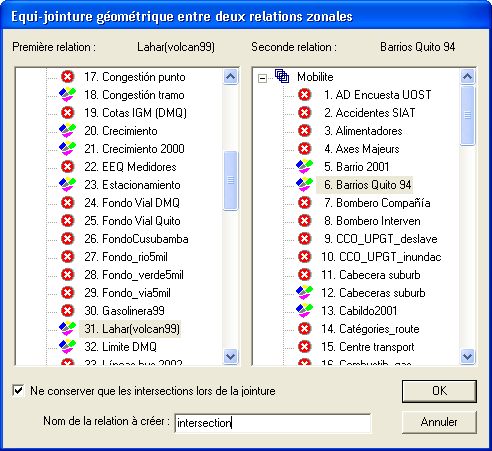 Equi-jointure géométrique entre deux relations zonales
Première relation : Lahar(volcan99)
Seconde relation : Barrios Quito 94
17. Congestión punto
18. Congestión tramo
19. Cotas IGM (DMQ)
20. Crecimiento
21. Crecimiento 2000
22. EEQ Medidores
23. Estacionamiento
24. Fondo Vial DMQ
25. Fondo Vial Quito
26. FondoCusubamba
27. Fondo_rio5mil
28. Fondo_verde5mil
29. Fondo_via5mil
30. Gasolinera99
31. Lahar(volcan99)
32. Limite DMQ
33. Líneas bus 2002
Mobilite
1. AD Encuesta UOST
2. Accidentes SIAT
3. Alimentadores
4. Axes Majeurs
5. Barrio 2001
6. Barrios Quito 94
7. Bombero Compañía
8. Bombero Interven
9. CCO_UPGT_deslave
10. CCO_UPGT_inundac
11. Cabecera suburb
12. Cabeceras suburb
13. Cabildo2001
14. Catégories_route
15. Centre transport
16. Combustib_gas
Ne conserver que les intersections lors de la jointure
OK
Nom de la relation à créer : intersection
Annuler